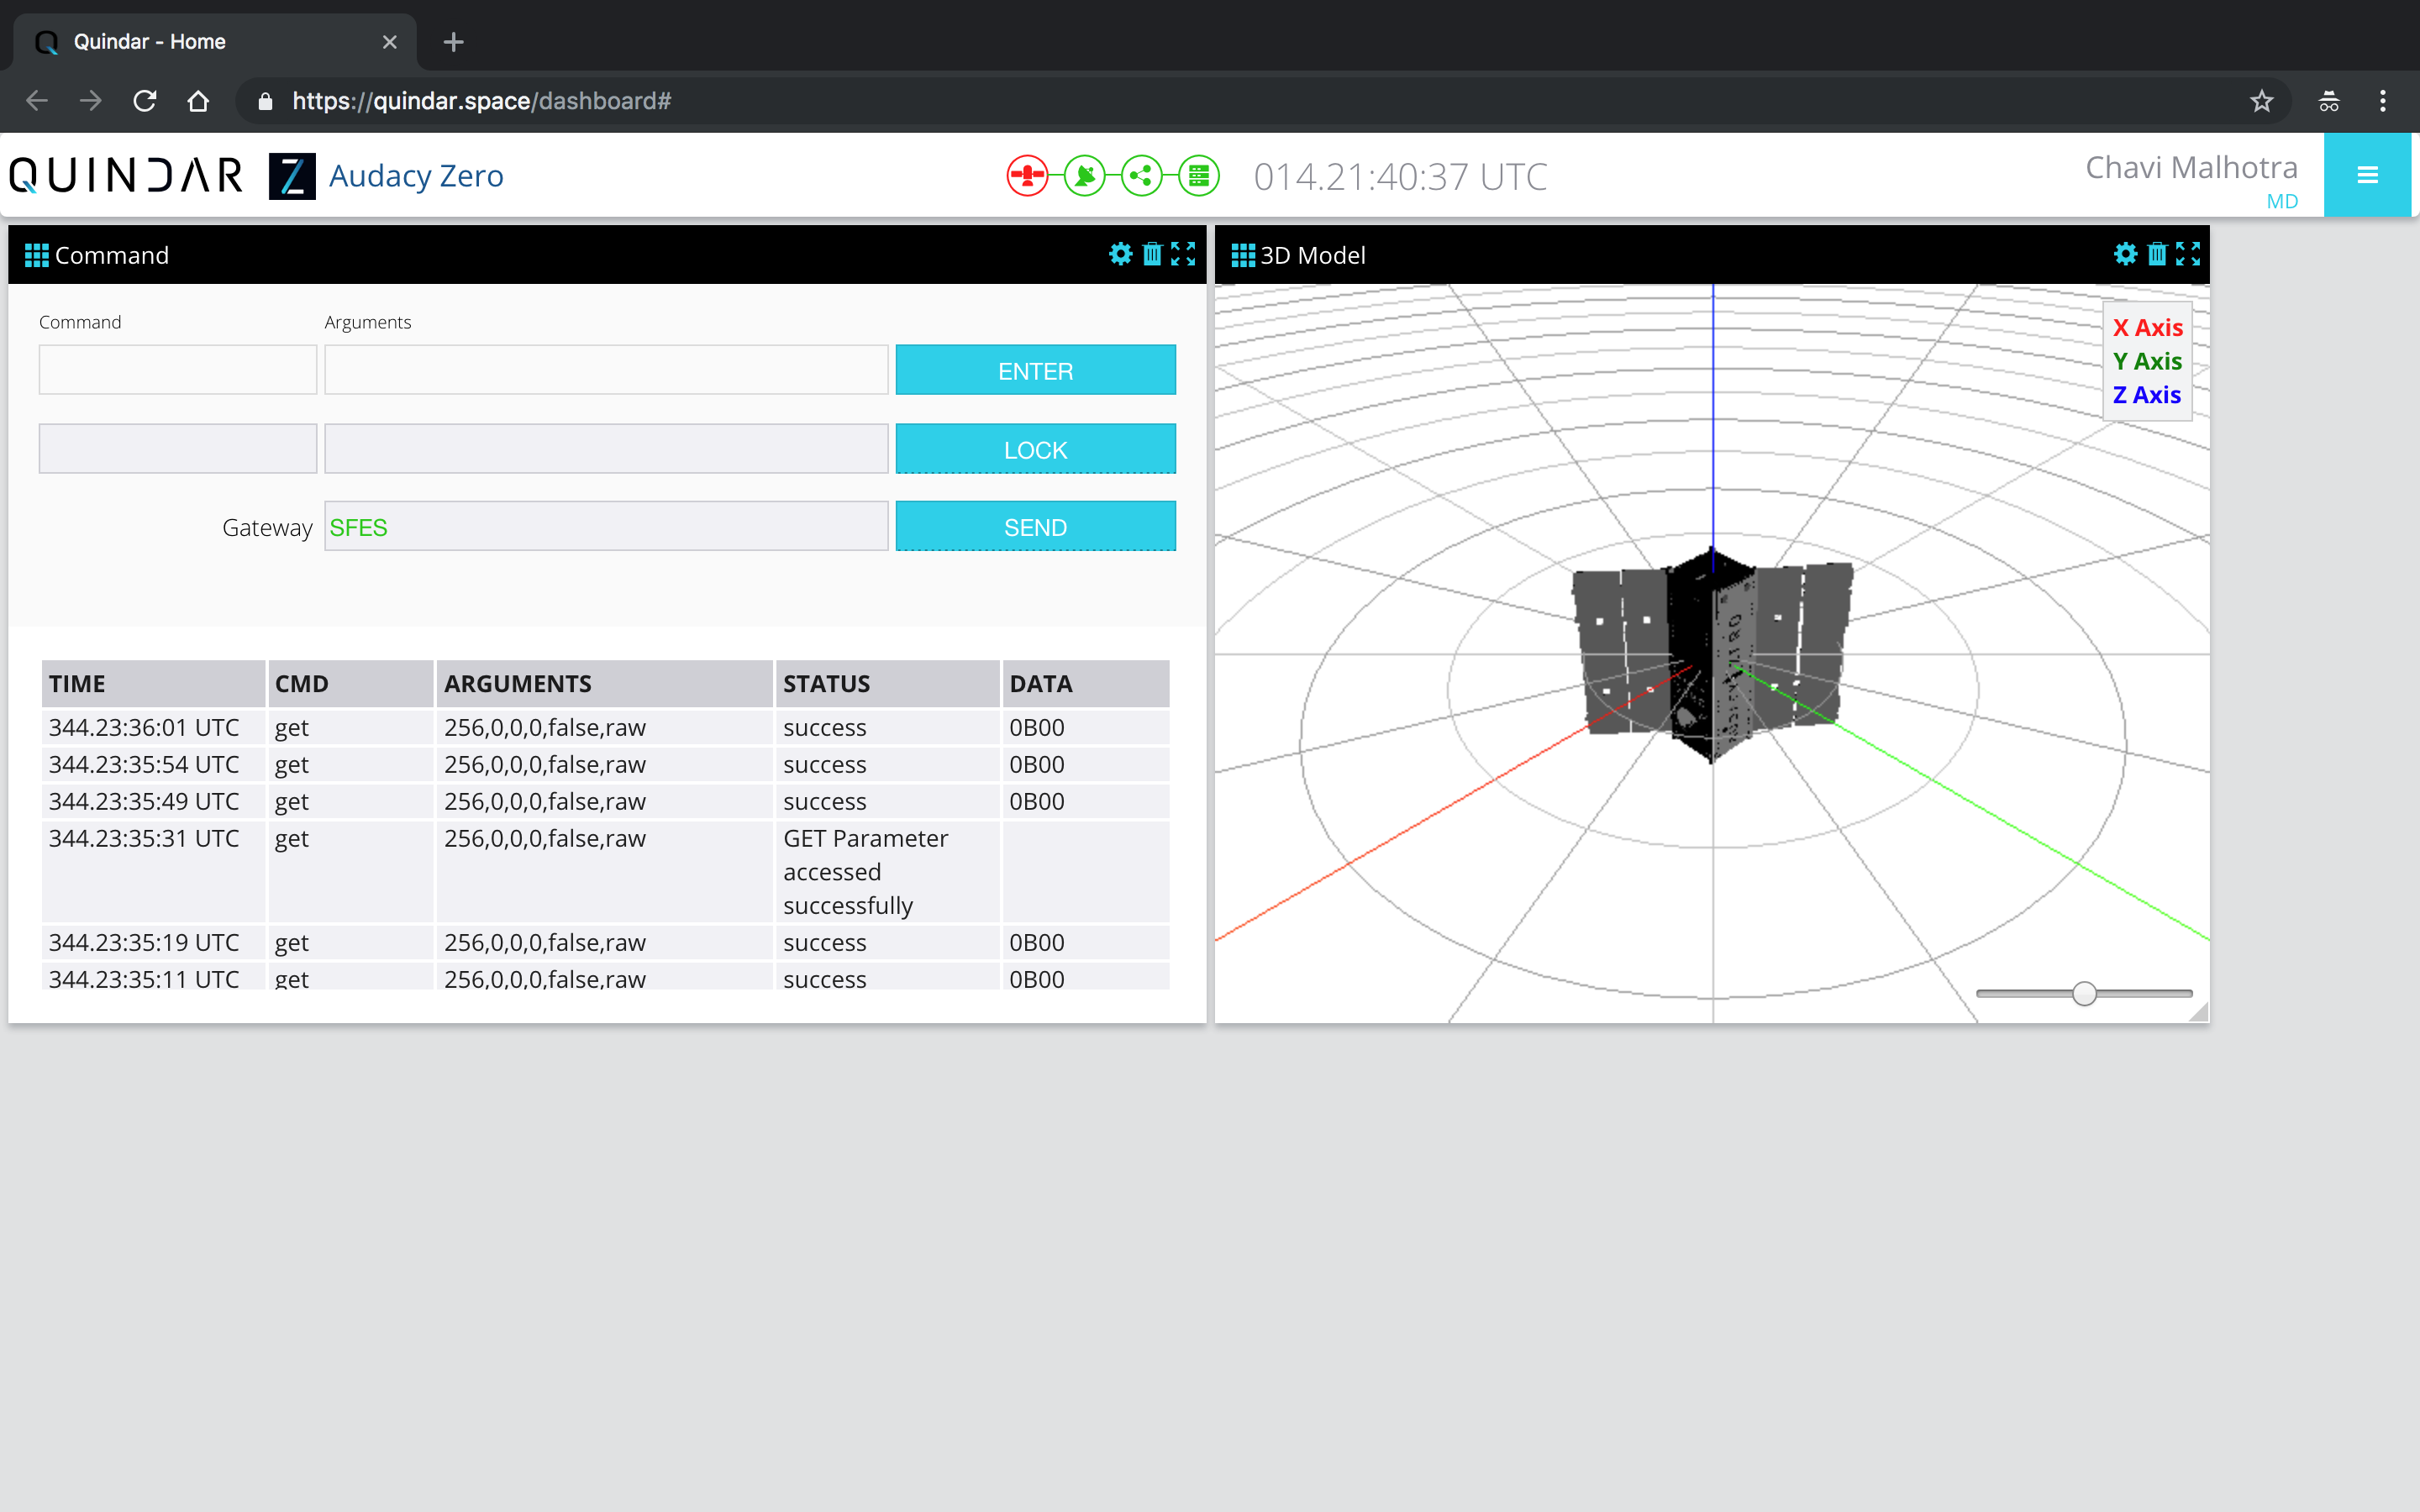 Quindar - Home
https://quindar.space/dashboard#
QUINDAR Z Audacy Zero 014.21:40:37 UTC Chavi Malhotra
MD
Command
Command Arguments
ENTER
LOCK
Gateway SFES SEND
TIME CMD ARGUMENTS STATUS DATA
344.23:36:01 UTC get 256,0,0,0,false,raw success 0B00
344.23:35:54 UTC get 256,0,0,0,false,raw success 0B00
344.23:35:49 UTC get 256,0,0,0,false,raw success 0B00
344.23:35:31 UTC get 256,0,0,0,false,raw GET Parameter
accessed
successfully
344.23:35:19 UTC get 256,0,0,0,false,raw success 0B00
344.23:35:11 UTC get 256,0,0,0,false,raw success 0B00
3D Model
X Axis
Y Axis
Z Axis